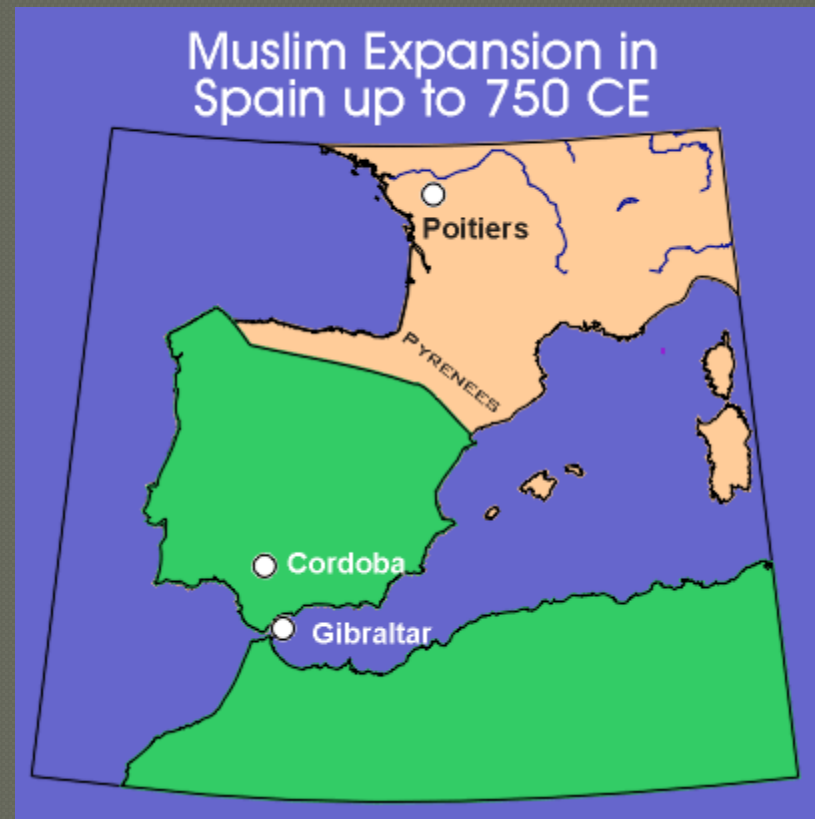 Muslim Expansion in
Spain up to 750 CE
Poitiers
PYRENEES
Cordoba
Gibraltar